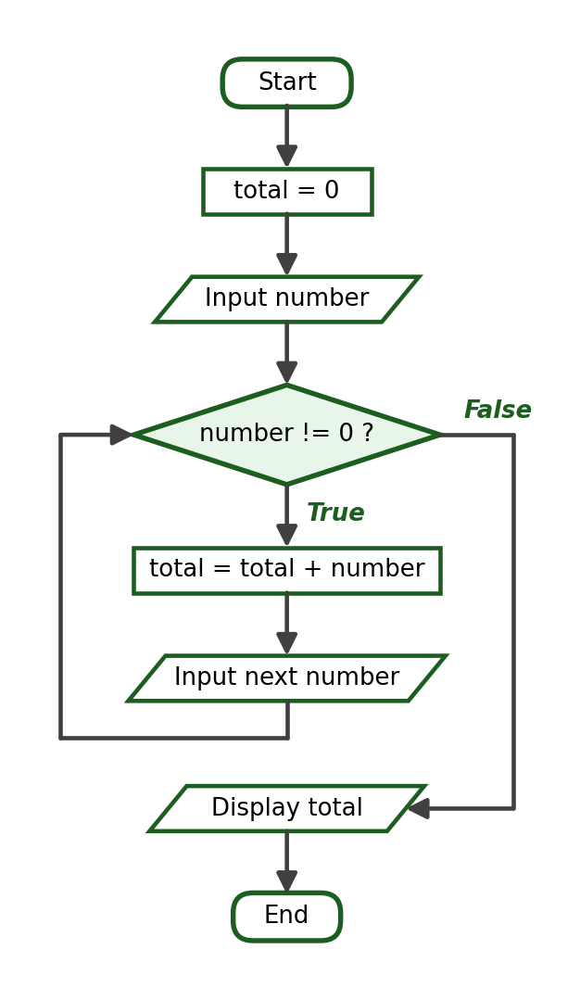 Start
total = 0
Input number
number != 0 ?
False
True
total = total + number
Input next number
Display total
End